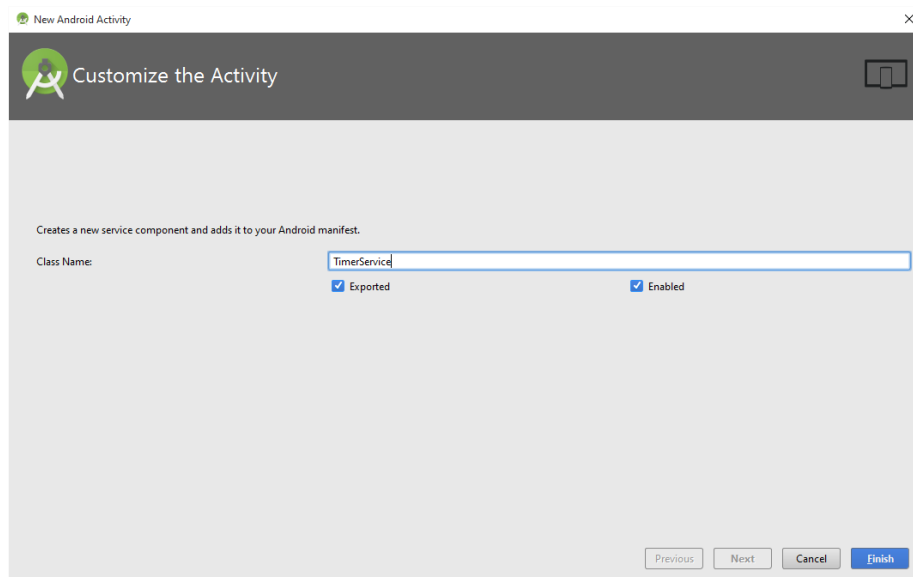 New Android Activity
Customize the Activity
Creates a new service component and adds it to your Android manifest.
Class Name:
TimerService
Exported
Enabled
Previous
Next
Cancel
Finish